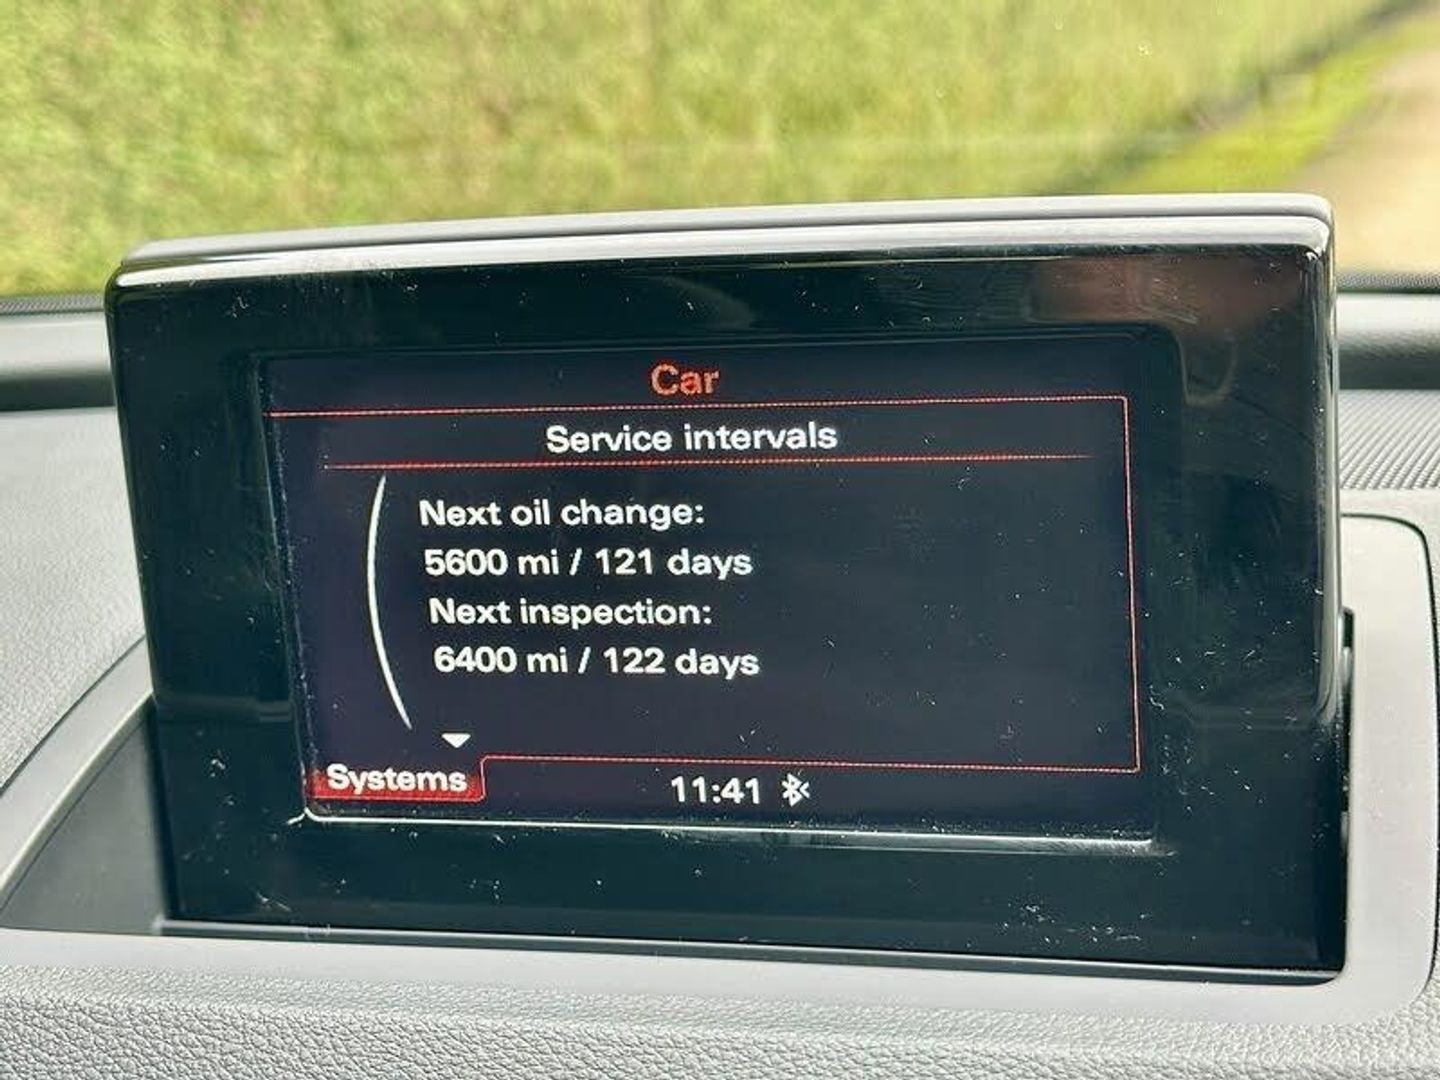 Car
Service intervals
Next oil change:
5600 mi / 121 days
Next inspection:
6400 mi / 122 days
Systems
11:41